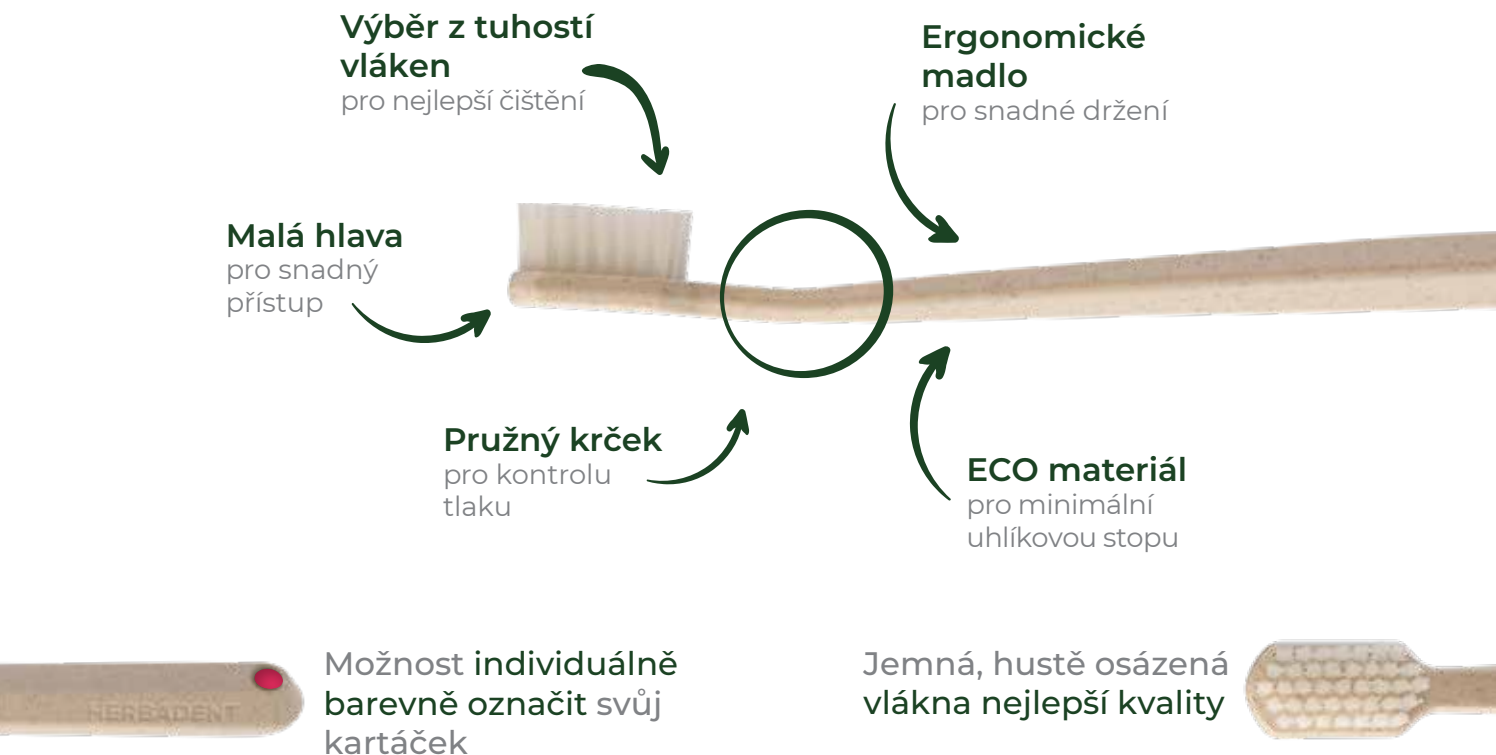 Výběr z tuhostí
vláken
pro nejlepší čištění
Ergonomické
madlo
pro snadné držení
Malá hlava
pro snadný
přístup
Pružný krček
pro kontrolu
tlaku
ECO materiál
pro minimální
uhlíkovou stopu
HERBADENT
Možnost individuálně
barevně označit svůj
kartáček
Jemná, hustě osázená
vlákna nejlepší kvality